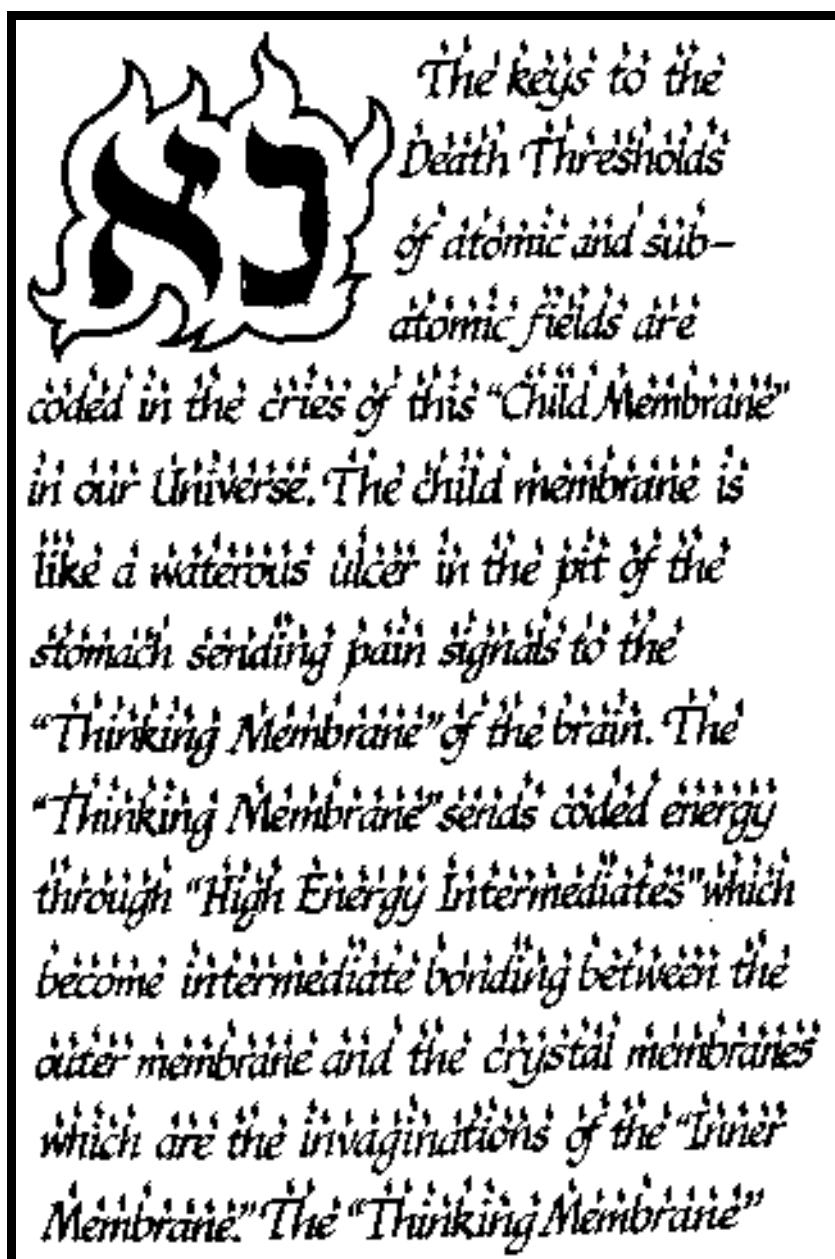 נא
The keys to the
Death Thresholds
of atomic and sub-
atomic fields are
coded in the cries of this “Child Membrane”
in our Universe. The child membrane is
like a waterous ulcer in the pit of the
stomach sending pain signals to the
“Thinking Membrane” of the brain. The
“Thinking Membrane” sends coded energy
through “High Energy Intermediates” which
become intermediate bonding between the
outer membrane and the crystal membranes
which are the invaginations of the “Inner
Membrane.” The “Thinking Membrane”